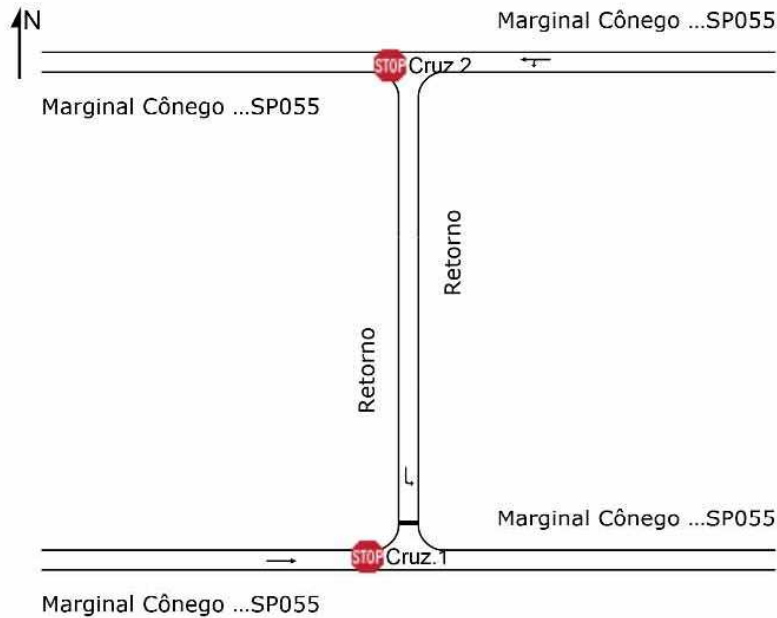 N
Marginal Cônego ...SP055
STOP Cruz.2
Marginal Cônego ...SP055
Retorno
Retorno
Marginal Cônego ...SP055
STOP Cruz.1
Marginal Cônego ...SP055